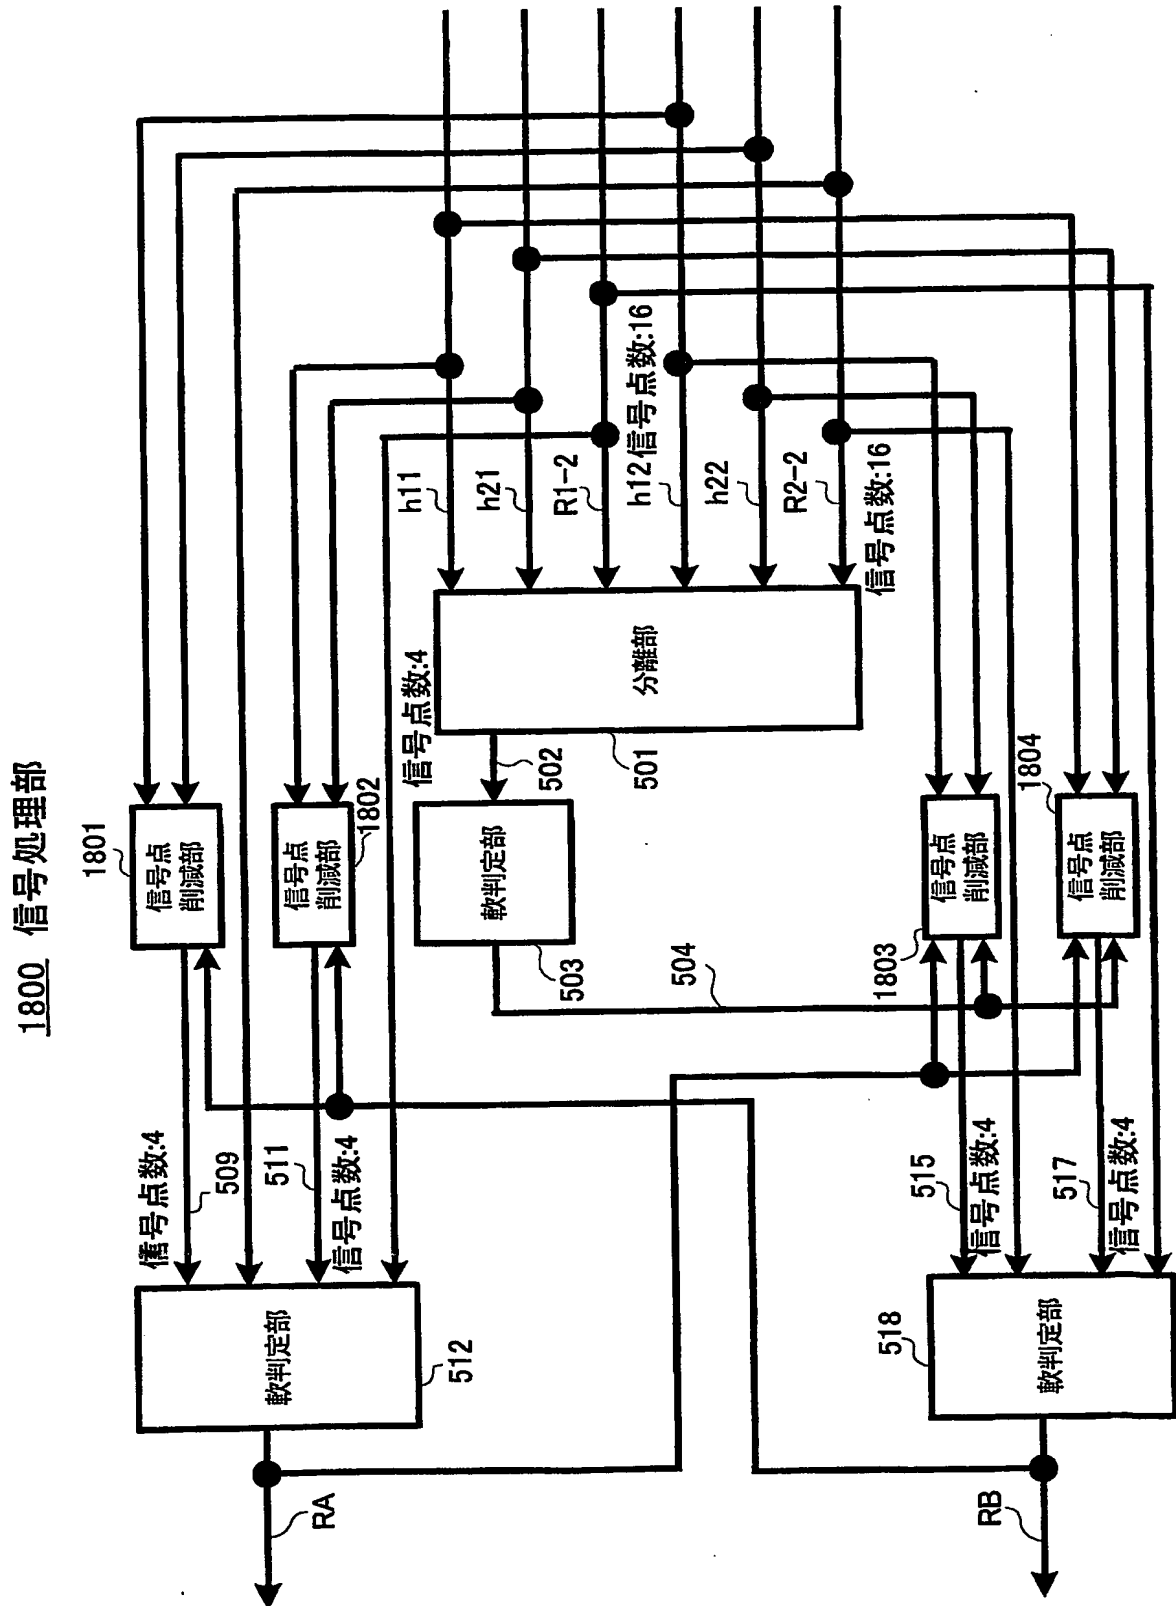 1800 信号処理部
1801
信号点
削減部
信号点
削減部
1802
信号点数:4
分離部
501
502
軟判定部
503
504
h11
h21
R1-2
h12
信号点数:16
h22
R2-2
信号点数:16
信号点
削減部
1803
信号点
削減部
1804
信号点数:4
509
511
信号点数:4
515
信号点数:4
517
信号点数:4
軟判定部
512
軟判定部
518
RA
RB